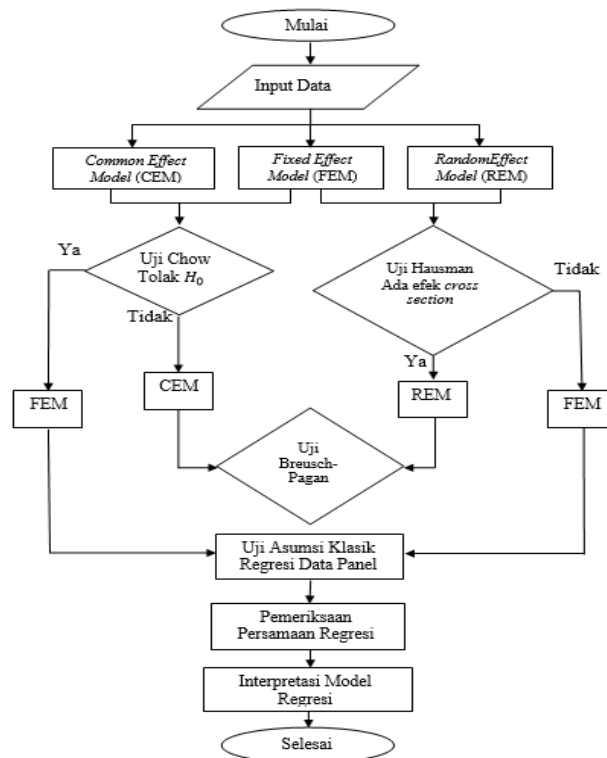 Mulai
Input Data
Common Effect
Model (CEM)
Fixed Effect
Model (FEM)
RandomEffect
Model (REM)
Ya
Uji Chow
Tolak H0
Tidak
Uji Hausman
Ada efek cross
section
Tidak
Ya
FEM
CEM
REM
FEM
Uji
Breusch-
Pagan
Uji Asumsi Klasik
Regresi Data Panel
Pemeriksaan
Persamaan Regresi
Interpretasi Model
Regresi
Selesai